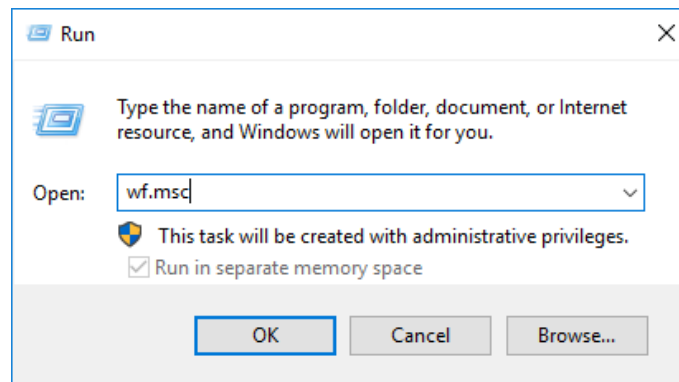 Run
Type the name of a program, folder, document, or Internet
resource, and Windows will open it for you.
Open: wf.msc
This task will be created with administrative privileges.
Run in separate memory space
OK Cancel Browse...